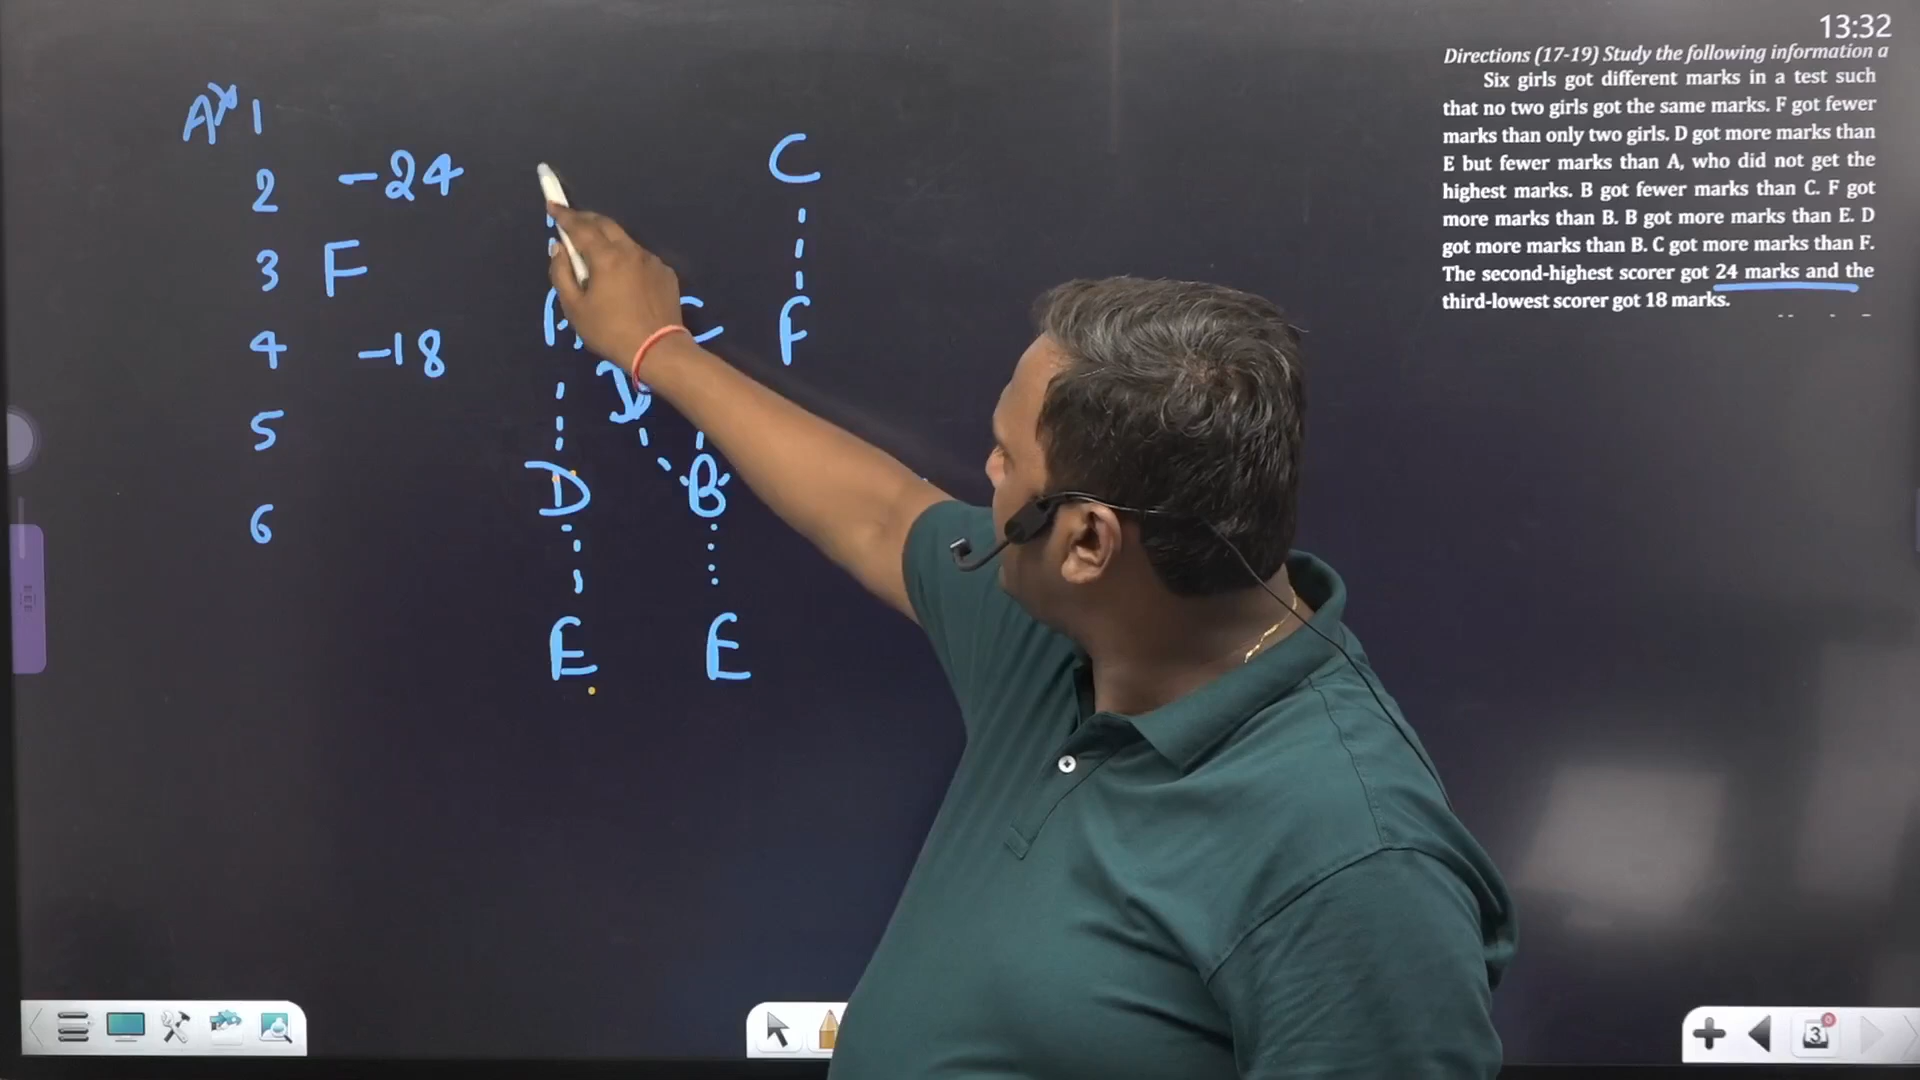 13:32
Directions (17-19) Study the following information a
Six girls got different marks in a test such
that no two girls got the same marks. F got fewer
marks than only two girls. D got more marks than
E but fewer marks than A, who did not get the
highest marks. B got fewer marks than C. F got
more marks than B. B got more marks than E. D
got more marks than B. C got more marks than F.
The second-highest scorer got 24 marks and the
third-lowest scorer got 18 marks.
A× 1
2 -24
3 F
4 -18
5
6
C
A C F
D
D B
E E
3